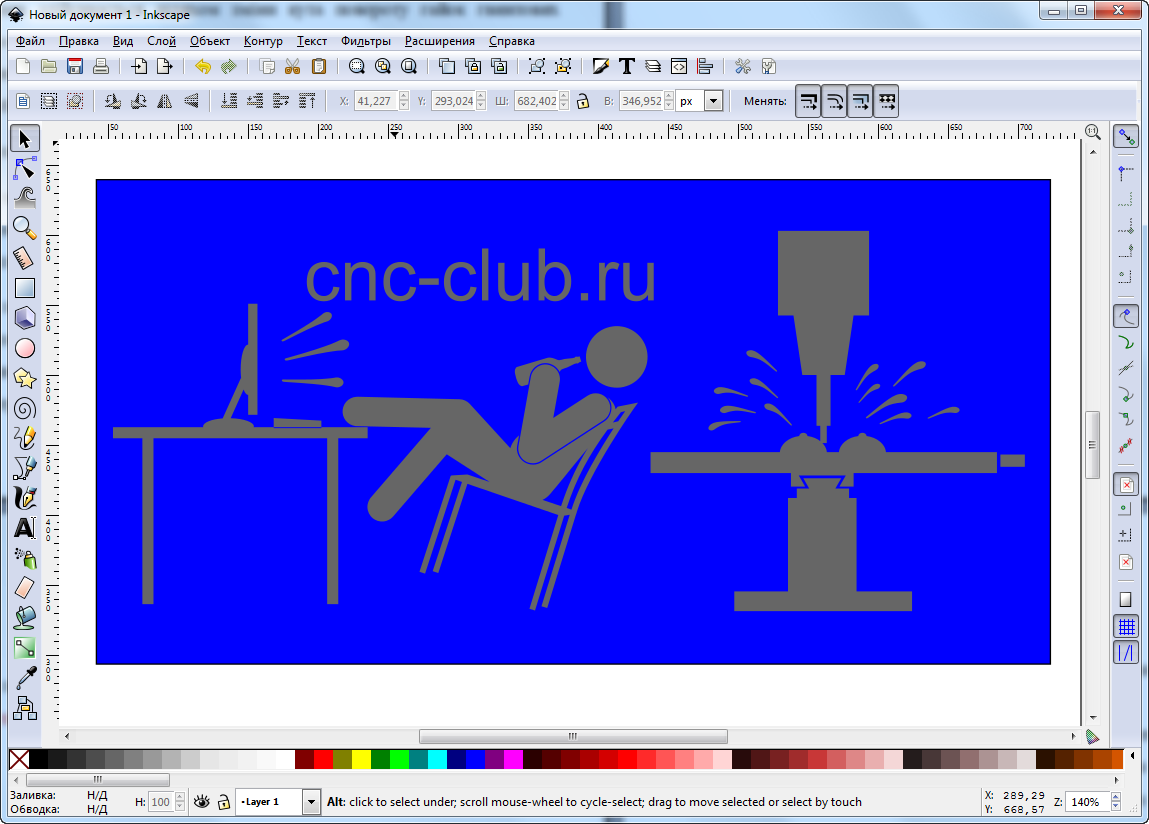 Новый документ 1 - Inkscape
Файл Правка Вид Слой Объект Контур Текст Фильтры Расширения Справка
X: 41,227 Y: 293,024 Ш: 682,402 В: 346,952 px Менять:
50 100 150 200 250 300 350 400 450 500 550 600 650 700
1:1
650
600
550
500
450
400
350
300
cnc-club.ru
Заливка: Н/Д
Обводка: Н/Д
Н: 100
•Layer 1
Alt: click to select under; scroll mouse-wheel to cycle-select; drag to move selected or select by touch
X: 289,29
Y: 668,57
Z: 140%